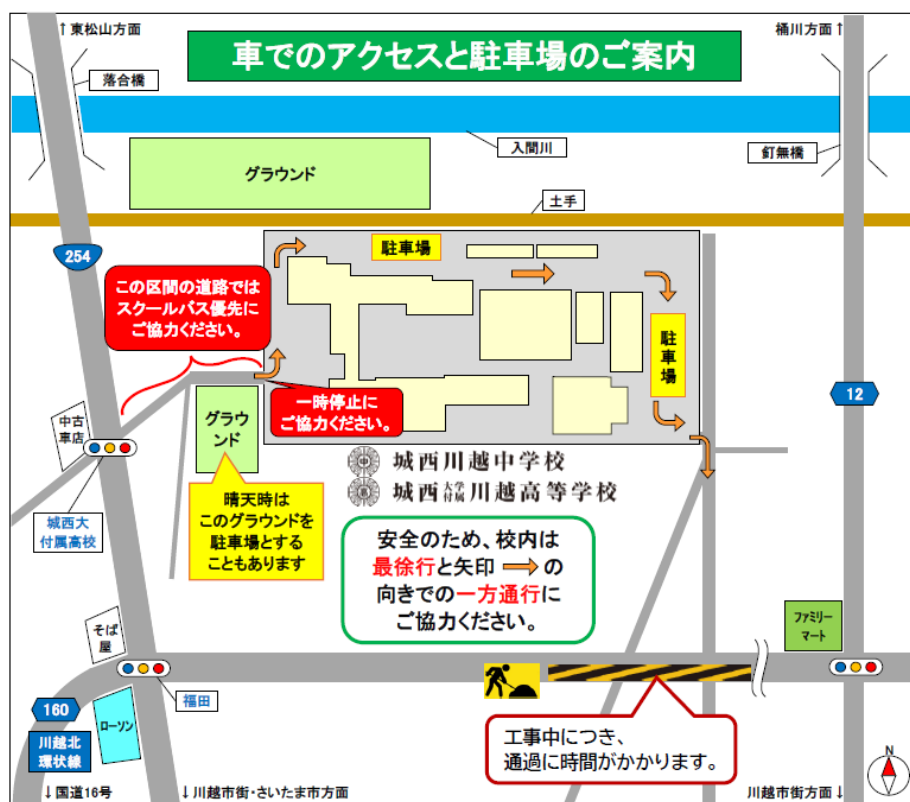 車でのアクセスと駐車場のご案内
↑東松山方面
桶川方面↑
落合橋
入間川
釘無橋
グラウンド
土手
254
駐車場
この区間の道路では
スクールバス優先に
ご協力ください。
駐車場
12
一時停止に
ご協力ください。
グラウ
ンド
中古
車店
城西大
付属高校
中
城西川越中学校
高
城西大学付属川越高等学校
晴天時は
このグラウンドを
駐車場とする
こともあります
安全のため、校内は
最徐行と矢印 の
向きでの一方通行に
ご協力ください。
ファミリー
マート
そば
屋
福田
160
川越北
環状線
ローソン
工事中につき、
通過に時間がかかります。
N
↓国道16号
↓川越市街・さいたま市方面
川越市街方面↓